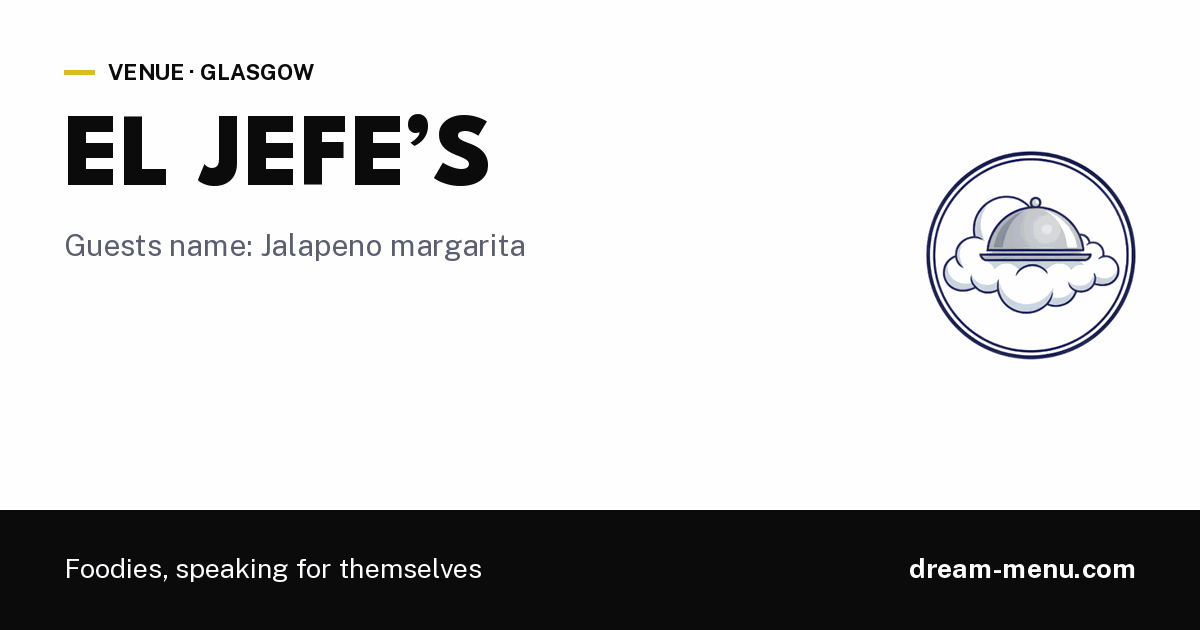 VENUE · GLASGOW
EL JEFE’S
Guests name: Jalapeno margarita
Foodies, speaking for themselves
dream-menu.com